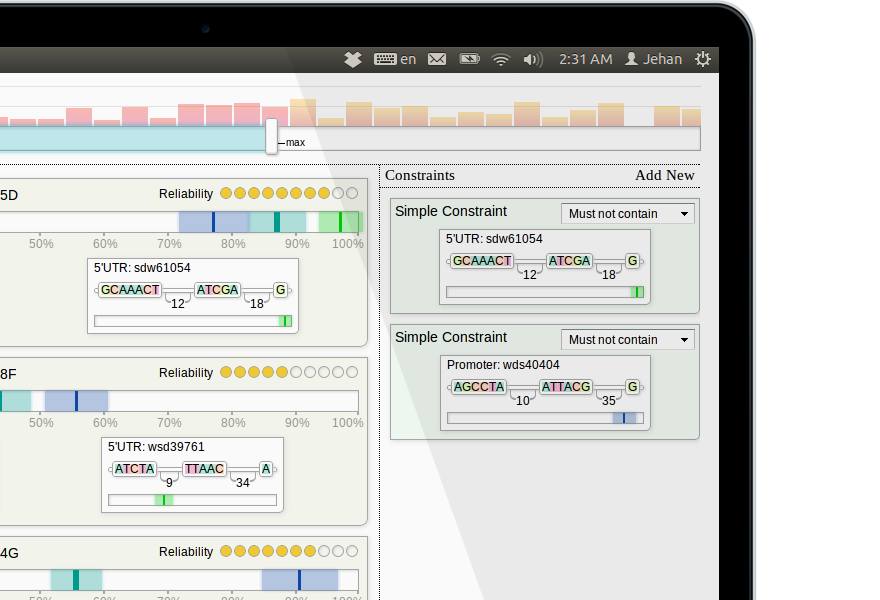 en 2:31 AM Jehan
max
Constraints Add New
5D Reliability
50% 60% 70% 80% 90% 100%
5'UTR: sdw61054
GCAAACT ATCGA G
12 18
8F Reliability
50% 60% 70% 80% 90% 100%
5'UTR: wsd39761
ATCTA TTAAC A
9 34
4G Reliability
50% 60% 70% 80% 90% 100%
Simple Constraint Must not contain
5'UTR: sdw61054
GCAAACT ATCGA G
12 18
Simple Constraint Must not contain
Promoter: wds40404
AGCCTA ATTACG G
10 35